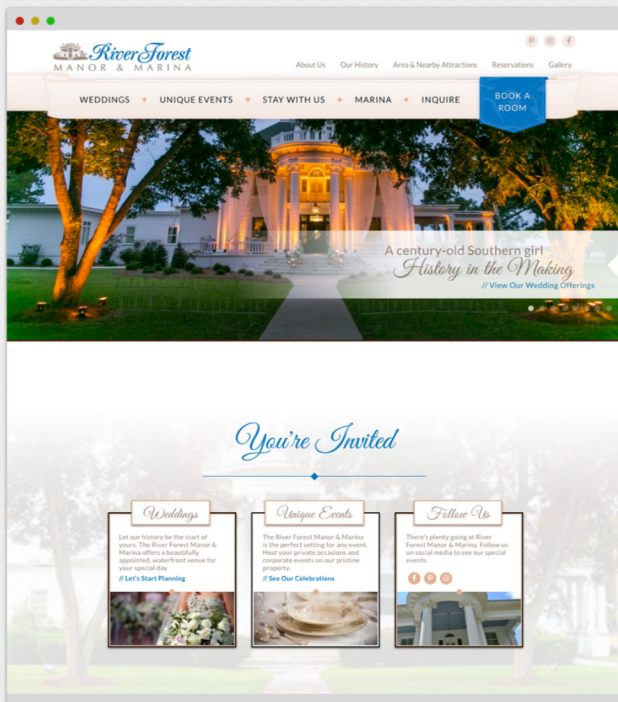 River Forest
MANOR & MARINA
About Us Our History Area & Nearby Attractions Reservations Gallery
WEDDINGS UNIQUE EVENTS STAY WITH US MARINA INQUIRE
BOOK A
ROOM
A century-old Southern girl
History in the Making
// View Our Wedding Offerings
You're Invited
Weddings
Let our history be the start of
yours. The River Forest Manor &
Marina offers a beautifully
appointed, waterfront venue for
your special day.
// Let's Start Planning
Unique Events
The River Forest Manor & Marina
is the perfect setting for any event.
Host your private occasions and
corporate events on our pristine
property.
// See Our Celebrations
Follow Us
There's plenty going at River
Forest Manor & Marina. Follow us
on social media to see our special
events.